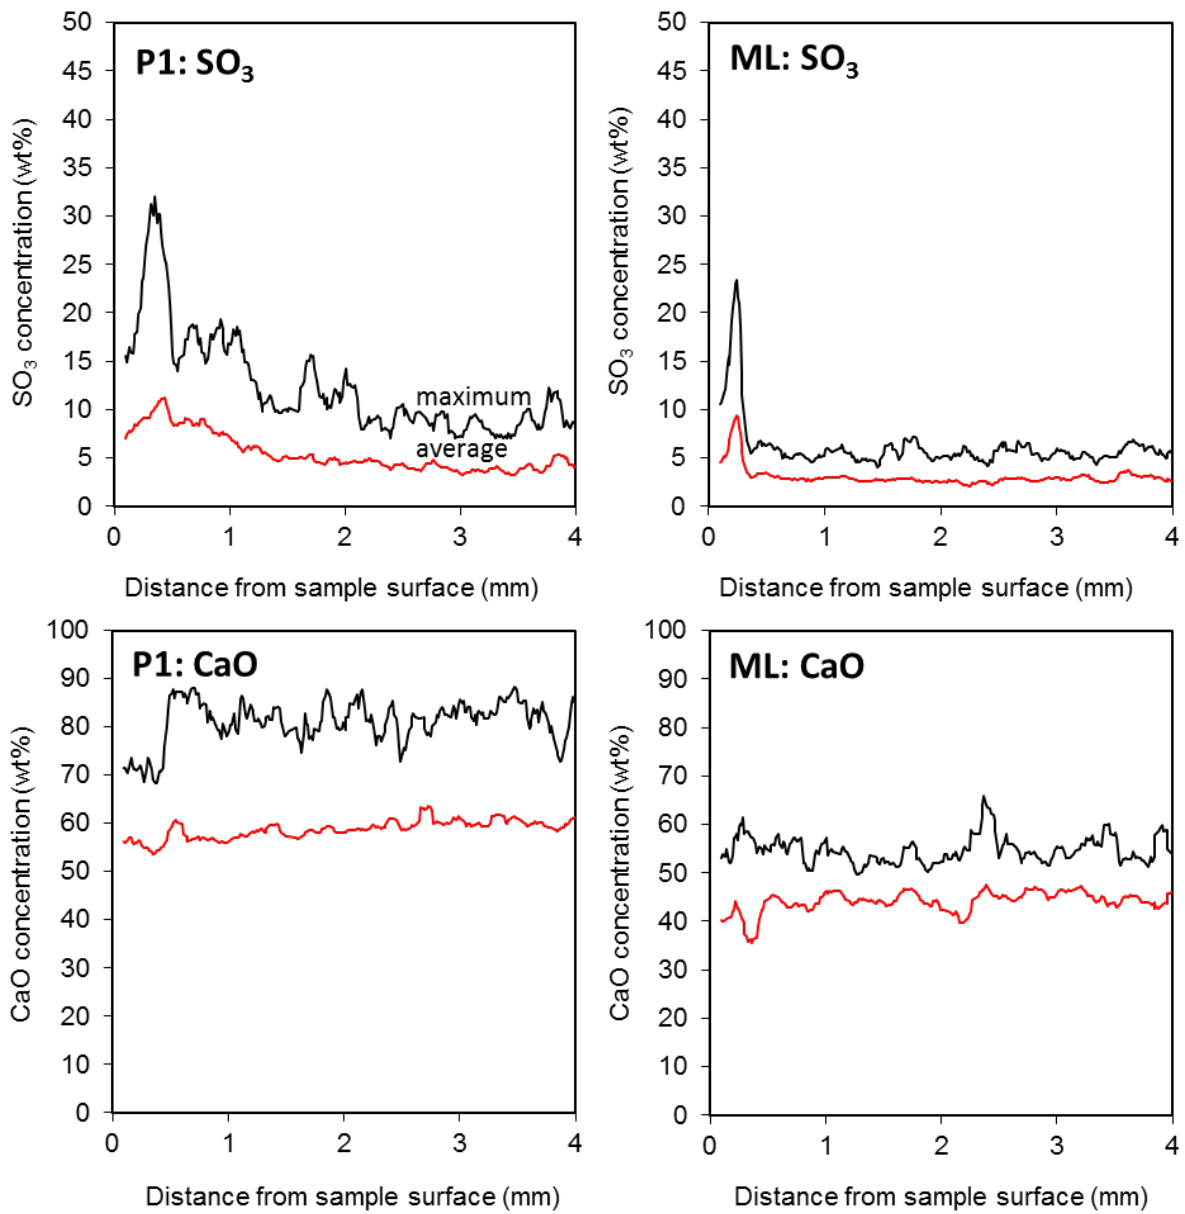 P1: SO₃
SO₃ concentration (wt%)
50
45
40
35
30
25
20
15
10
5
0
maximum
average
0 1 2 3 4
Distance from sample surface (mm)
ML: SO₃
SO₃ concentration (wt%)
50
45
40
35
30
25
20
15
10
5
0
0 1 2 3 4
Distance from sample surface (mm)
P1: CaO
CaO concentration (wt%)
100
90
80
70
60
50
40
30
20
10
0
0 1 2 3 4
Distance from sample surface (mm)
ML: CaO
CaO concentration (wt%)
100
90
80
70
60
50
40
30
20
10
0
0 1 2 3 4
Distance from sample surface (mm)